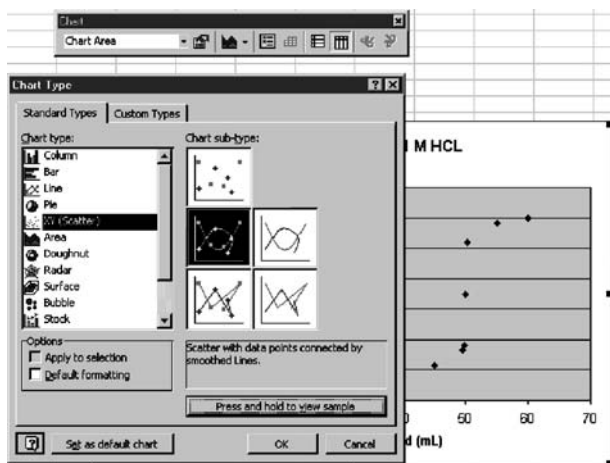 Chart
Chart Area
Chart Type
Standard Types
Custom Types
Chart type:
Column
Bar
Line
Pie
XY (Scatter)
Area
Doughnut
Radar
Surface
Bubble
Stock
Chart sub-type:
Options
Apply to selection
Default formatting
Scatter with data points connected by
smoothed Lines.
Press and hold to view sample
Set as default chart
OK
Cancel
M HCL
50
60
70
(mL)